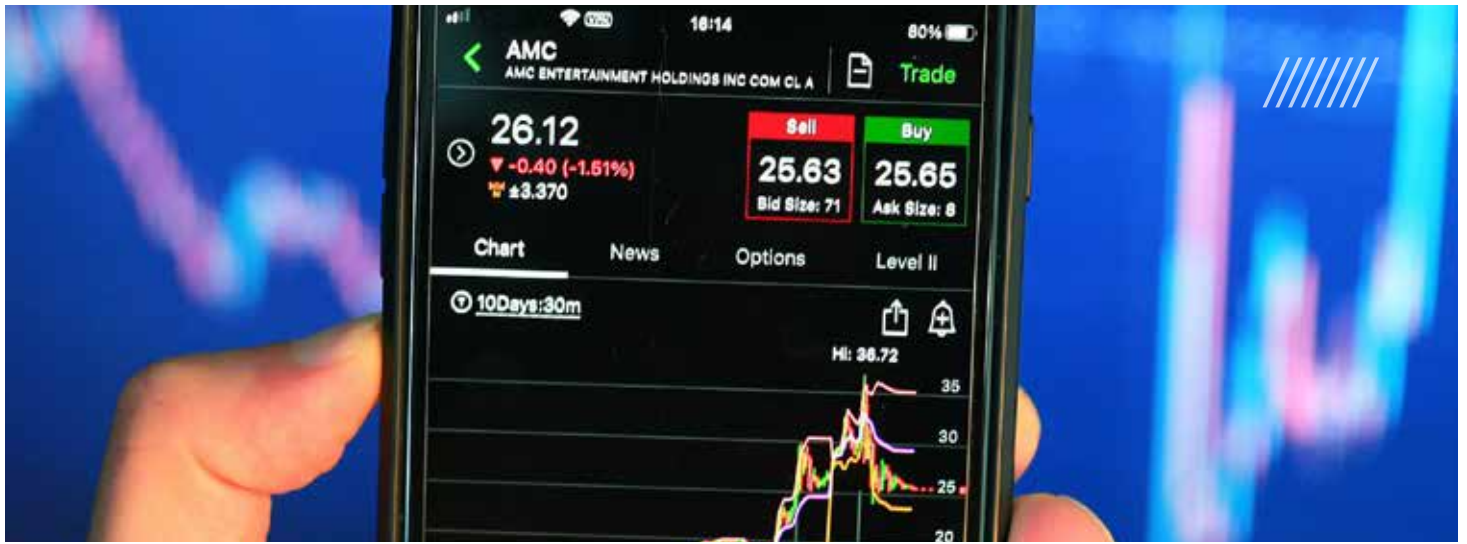 VPN
16:14
80%
AMC
AMC ENTERTAINMENT HOLDINGS INC COM CL A
Trade
26.12
-0.40 (-1.51%)
±3.370
Sell
25.63
Bid Size: 71
Buy
25.65
Ask Size: 8
Chart
News
Options
Level II
10Days:30m
Hi: 36.72
35
30
25
20